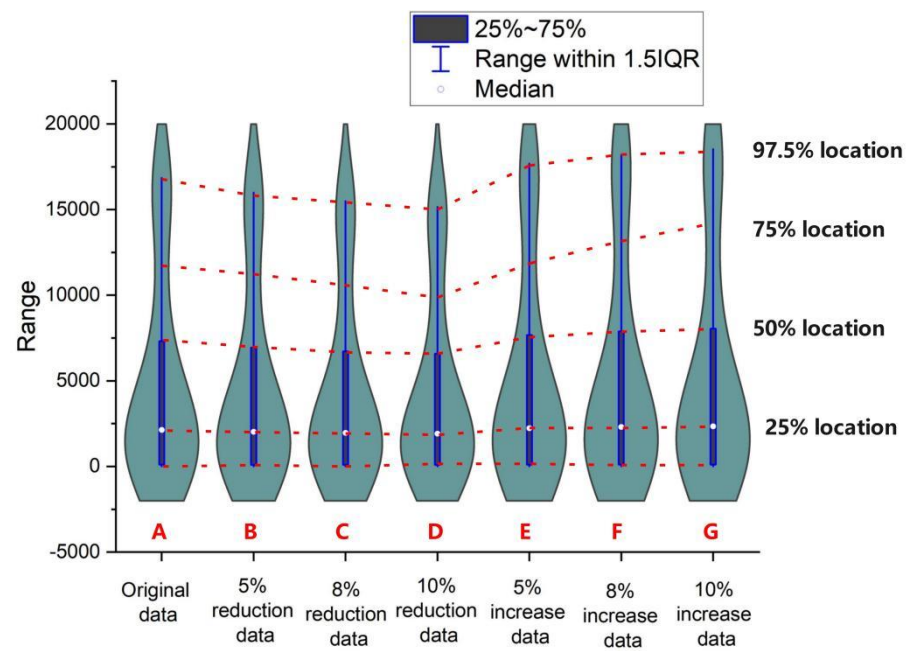 25%~75%
Range within 1.5IQR
Median
Range
20000
15000
10000
5000
0
-5000
97.5% location
75% location
50% location
25% location
A B C D E F G
Original data
5% reduction data
8% reduction data
10% reduction data
5% increase data
8% increase data
10% increase data